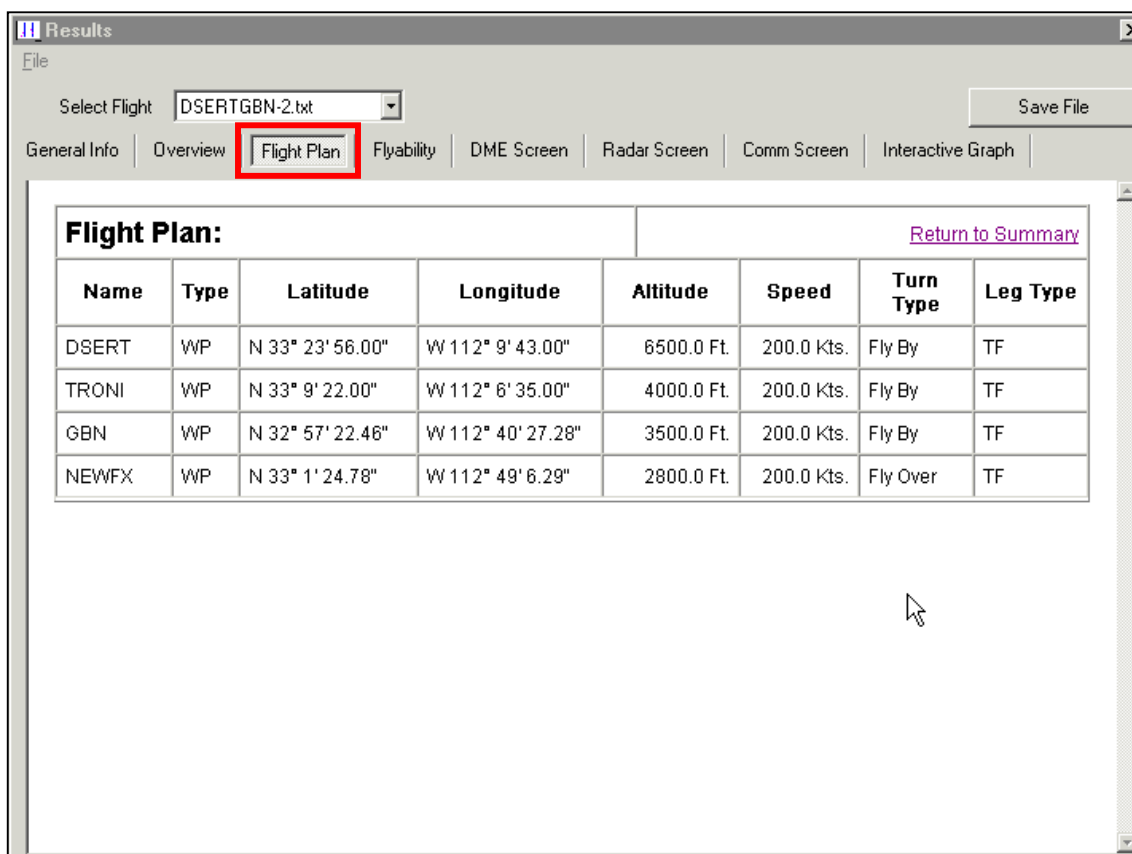 Results
File
Select Flight DSERTGBN-2.txt Save File
General Info Overview Flight Plan Flyability DME Screen Radar Screen Comm Screen Interactive Graph
Flight Plan: Return to Summary
Name Type Latitude Longitude Altitude Speed Turn Type Leg Type
DSERT WP N 33° 23' 56.00" W 112° 9' 43.00" 6500.0 Ft. 200.0 Kts. Fly By TF
TRONI WP N 33° 9' 22.00" W 112° 6' 35.00" 4000.0 Ft. 200.0 Kts. Fly By TF
GBN WP N 32° 57' 22.46" W 112° 40' 27.28" 3500.0 Ft. 200.0 Kts. Fly By TF
NEWFX WP N 33° 1' 24.78" W 112° 49' 6.29" 2800.0 Ft. 200.0 Kts. Fly Over TF